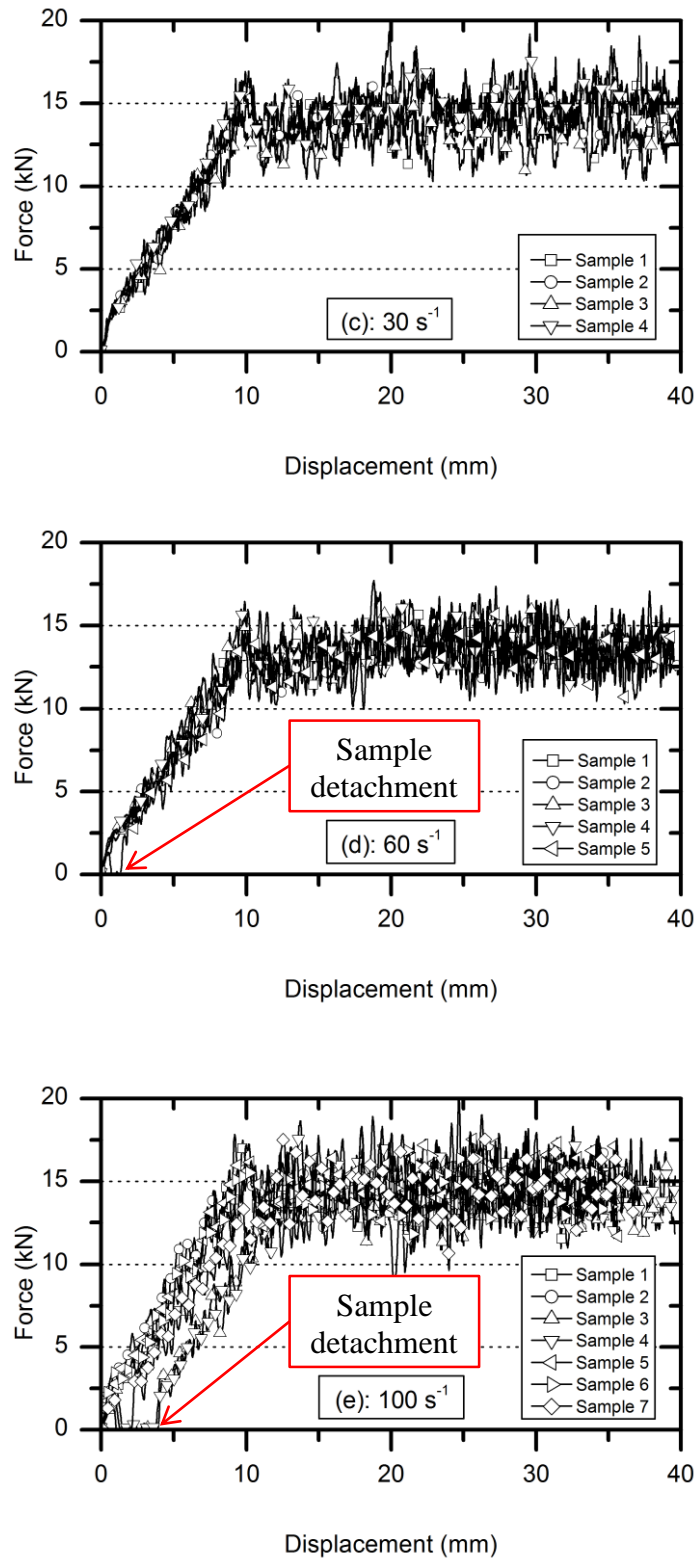 20
15
10
5
0
Force (kN)
Sample 1
Sample 2
Sample 3
Sample 4
(c): 30 s⁻¹
0 10 20 30 40
Displacement (mm)
20
15
10
5
0
Force (kN)
Sample
detachment
Sample 1
Sample 2
Sample 3
Sample 4
Sample 5
(d): 60 s⁻¹
0 10 20 30 40
Displacement (mm)
20
15
10
5
0
Force (kN)
Sample
detachment
Sample 1
Sample 2
Sample 3
Sample 4
Sample 5
Sample 6
Sample 7
(e): 100 s⁻¹
0 10 20 30 40
Displacement (mm)